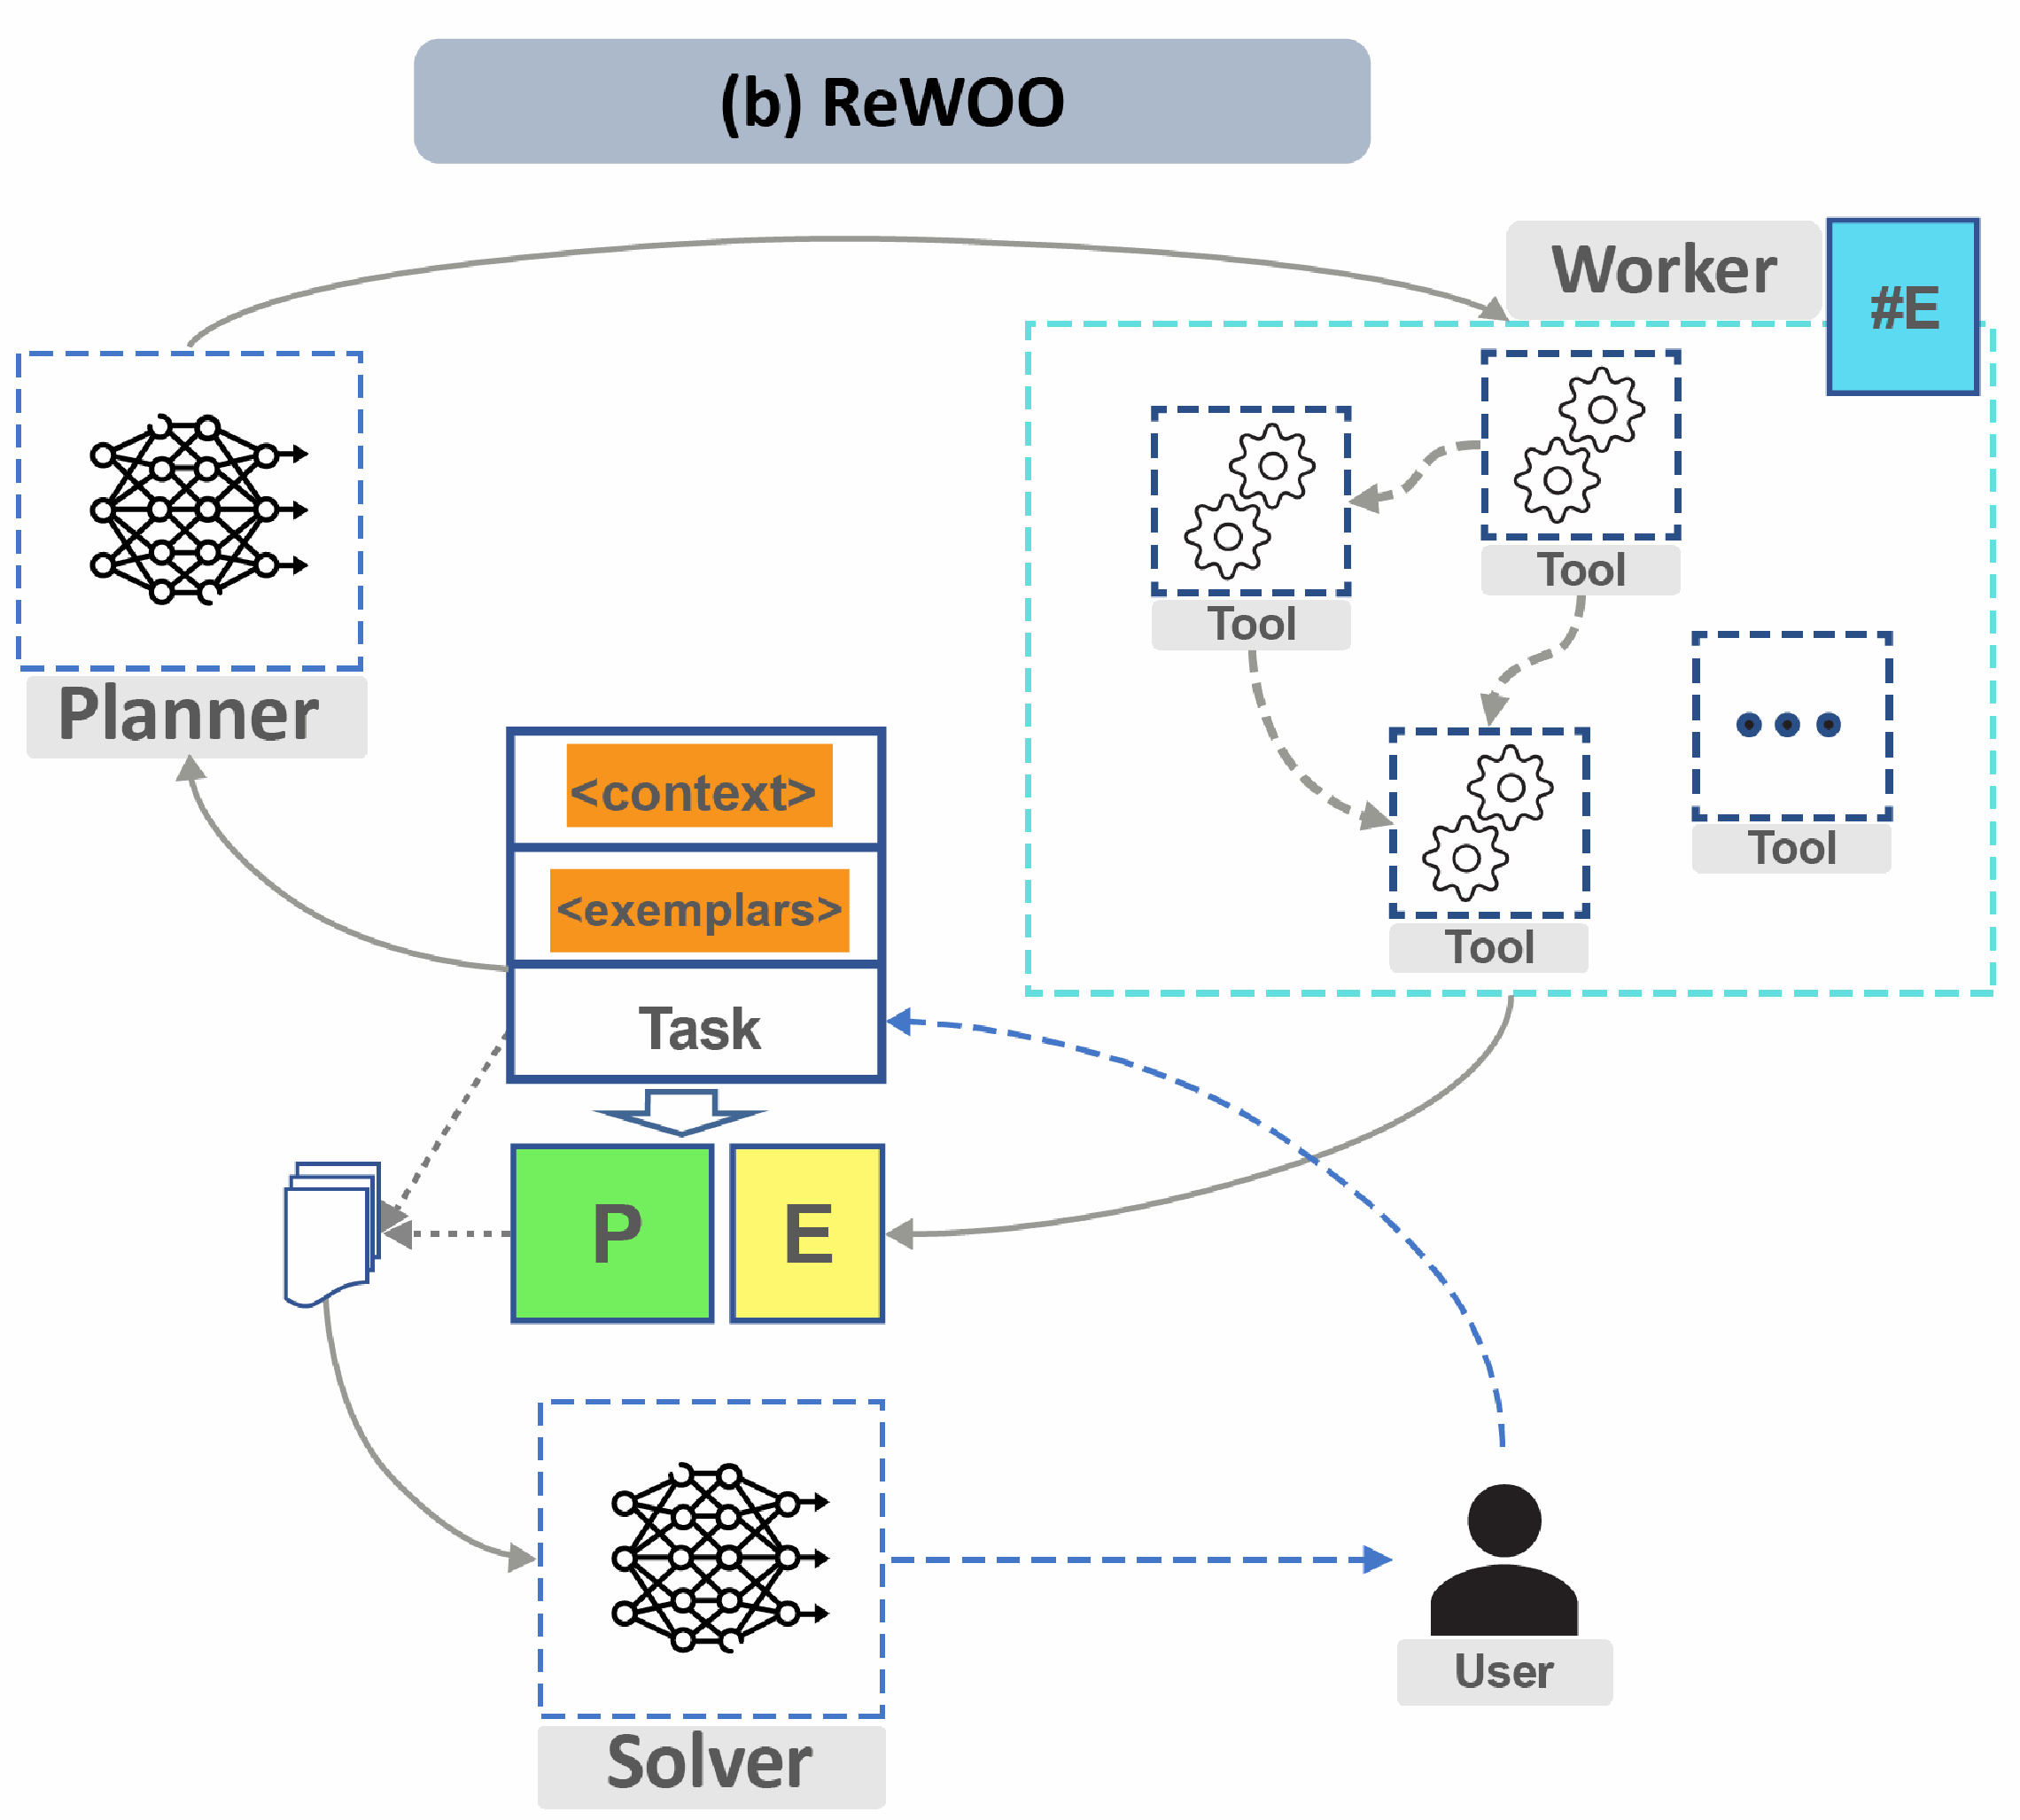 (b) ReWOO
Worker
#E
Tool
Tool
Planner
<context>
Tool
<exemplars>
Tool
Task
P
E
User
Solver